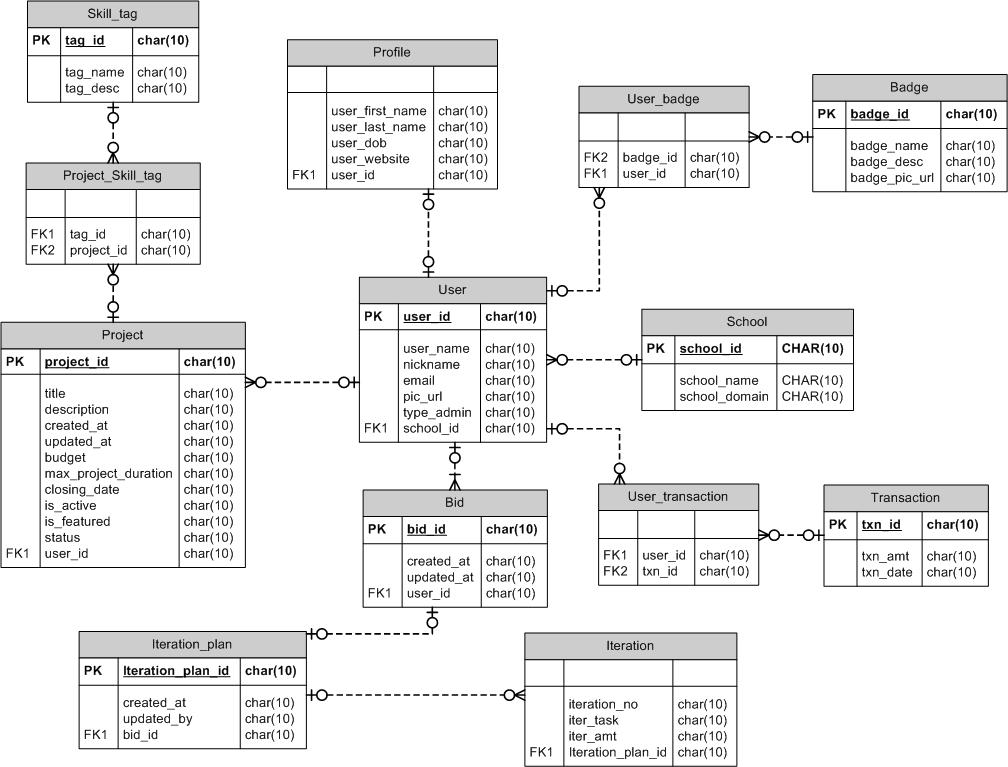 Skill_tag
PK tag_id char(10)
tag_name char(10)
tag_desc char(10)
Profile
user_first_name char(10)
user_last_name char(10)
user_dob char(10)
user_website char(10)
FK1 user_id char(10)
User_badge
FK2 badge_id char(10)
FK1 user_id char(10)
Badge
PK badge_id char(10)
badge_name char(10)
badge_desc char(10)
badge_pic_url char(10)
Project_Skill_tag
FK1 tag_id char(10)
FK2 project_id char(10)
User
PK user_id char(10)
user_name char(10)
nickname char(10)
email char(10)
pic_url char(10)
type_admin char(10)
FK1 school_id char(10)
School
PK school_id CHAR(10)
school_name CHAR(10)
school_domain CHAR(10)
Project
PK project_id char(10)
title char(10)
description char(10)
created_at char(10)
updated_at char(10)
budget char(10)
max_project_duration char(10)
closing_date char(10)
is_active char(10)
is_featured char(10)
status char(10)
FK1 user_id char(10)
Bid
PK bid_id char(10)
created_at char(10)
updated_at char(10)
FK1 user_id char(10)
User_transaction
FK1 user_id char(10)
FK2 txn_id char(10)
Transaction
PK txn_id char(10)
txn_amt char(10)
txn_date char(10)
Iteration_plan
PK Iteration_plan_id char(10)
created_at char(10)
updated_by char(10)
FK1 bid_id char(10)
Iteration
iteration_no char(10)
iter_task char(10)
iter_amt char(10)
FK1 Iteration_plan_id char(10)